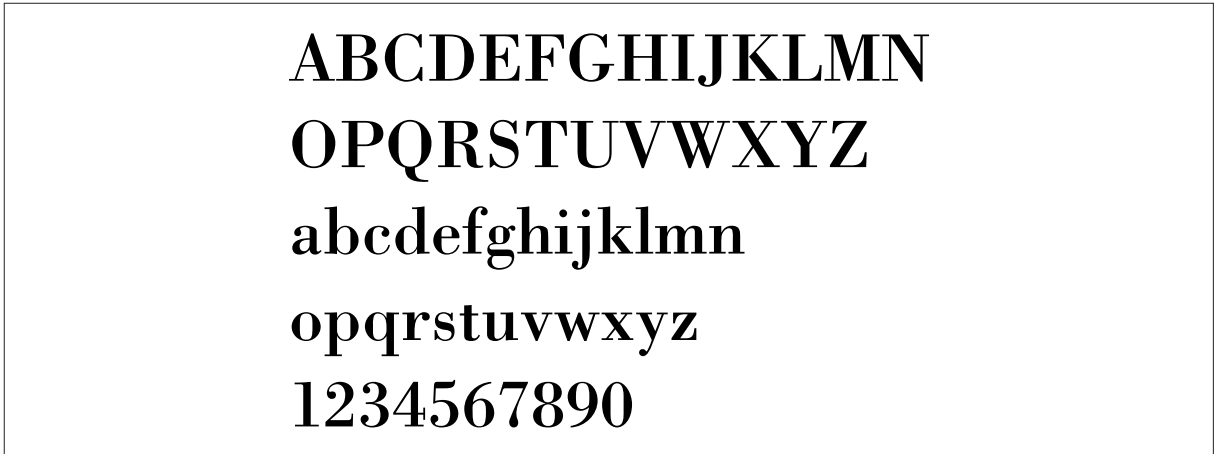 ABCDEFGHIJKLMN
OPQRSTUVWXYZ
abcdefghijklmn
opqrstuvwxyz
1234567890